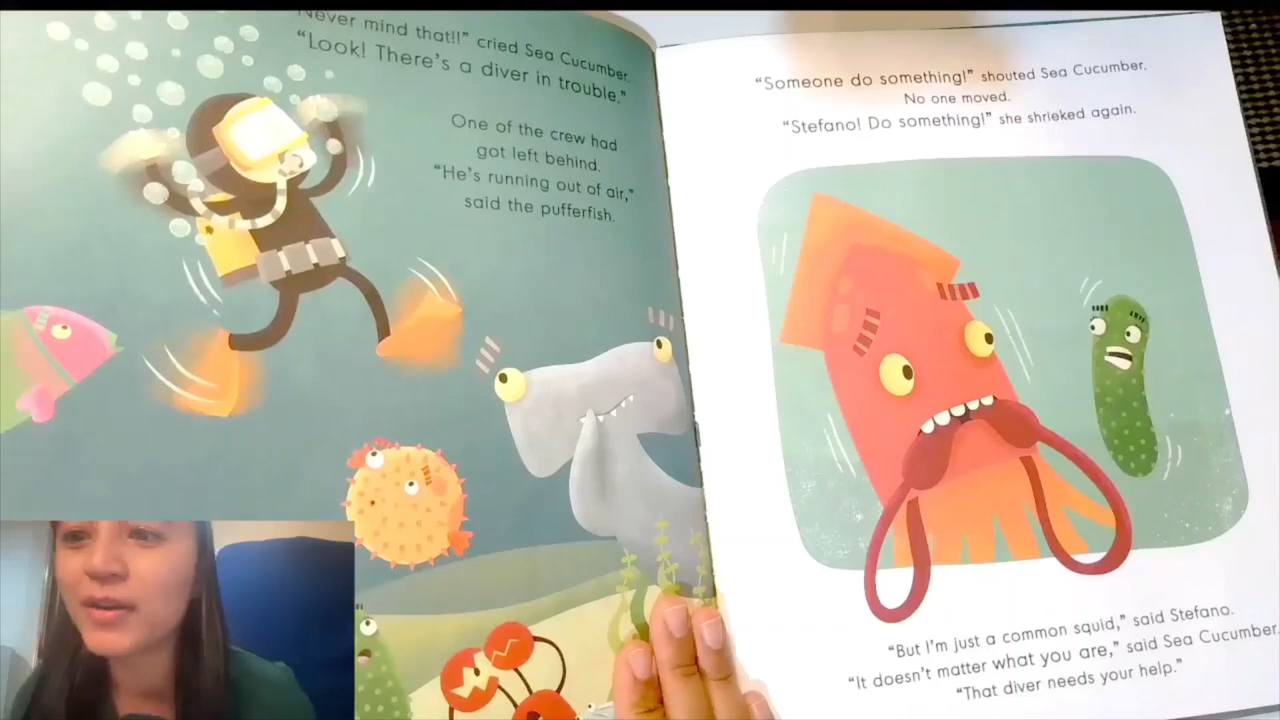 "Never mind that!!" cried Sea Cucumber.
"Look! There's a diver in trouble."
One of the crew had
got left behind.
"He's running out of air,"
said the pufferfish.
"Someone do something!" shouted Sea Cucumber.
No one moved.
"Stefano! Do something!" she shrieked again.
"But I'm just a common squid," said Stefano.
"It doesn't matter what you are," said Sea Cucumber.
"That diver needs your help."